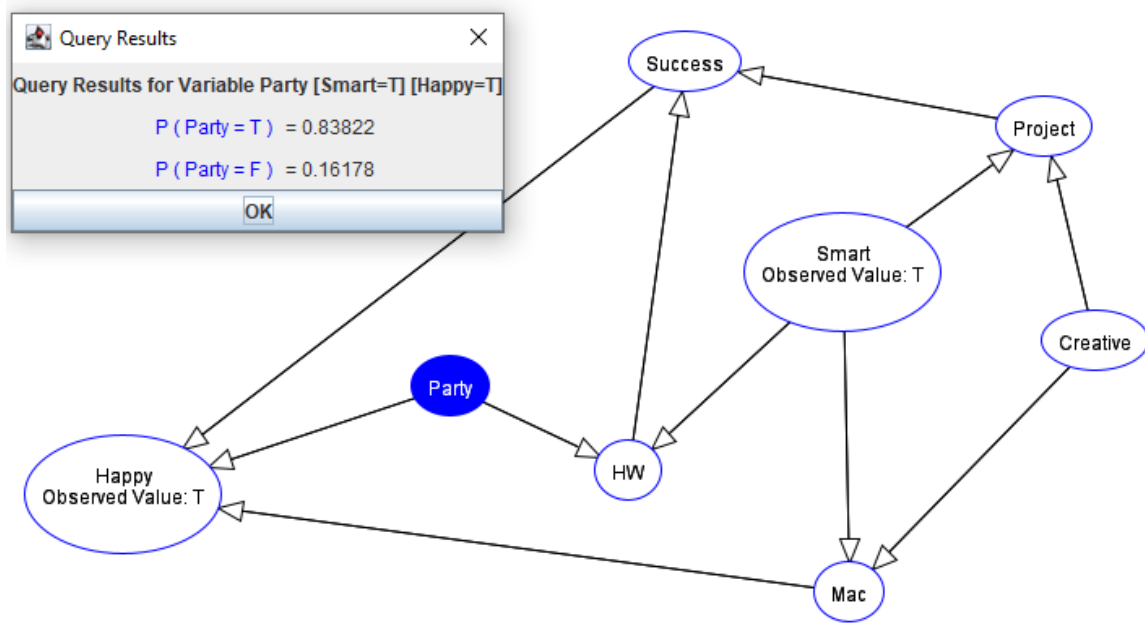 Query Results
Query Results for Variable Party [Smart=T] [Happy=T]
P ( Party = T ) = 0.83822
P ( Party = F ) = 0.16178
OK
Success
Project
Smart
Observed Value: T
Creative
Party
HW
Happy
Observed Value: T
Mac